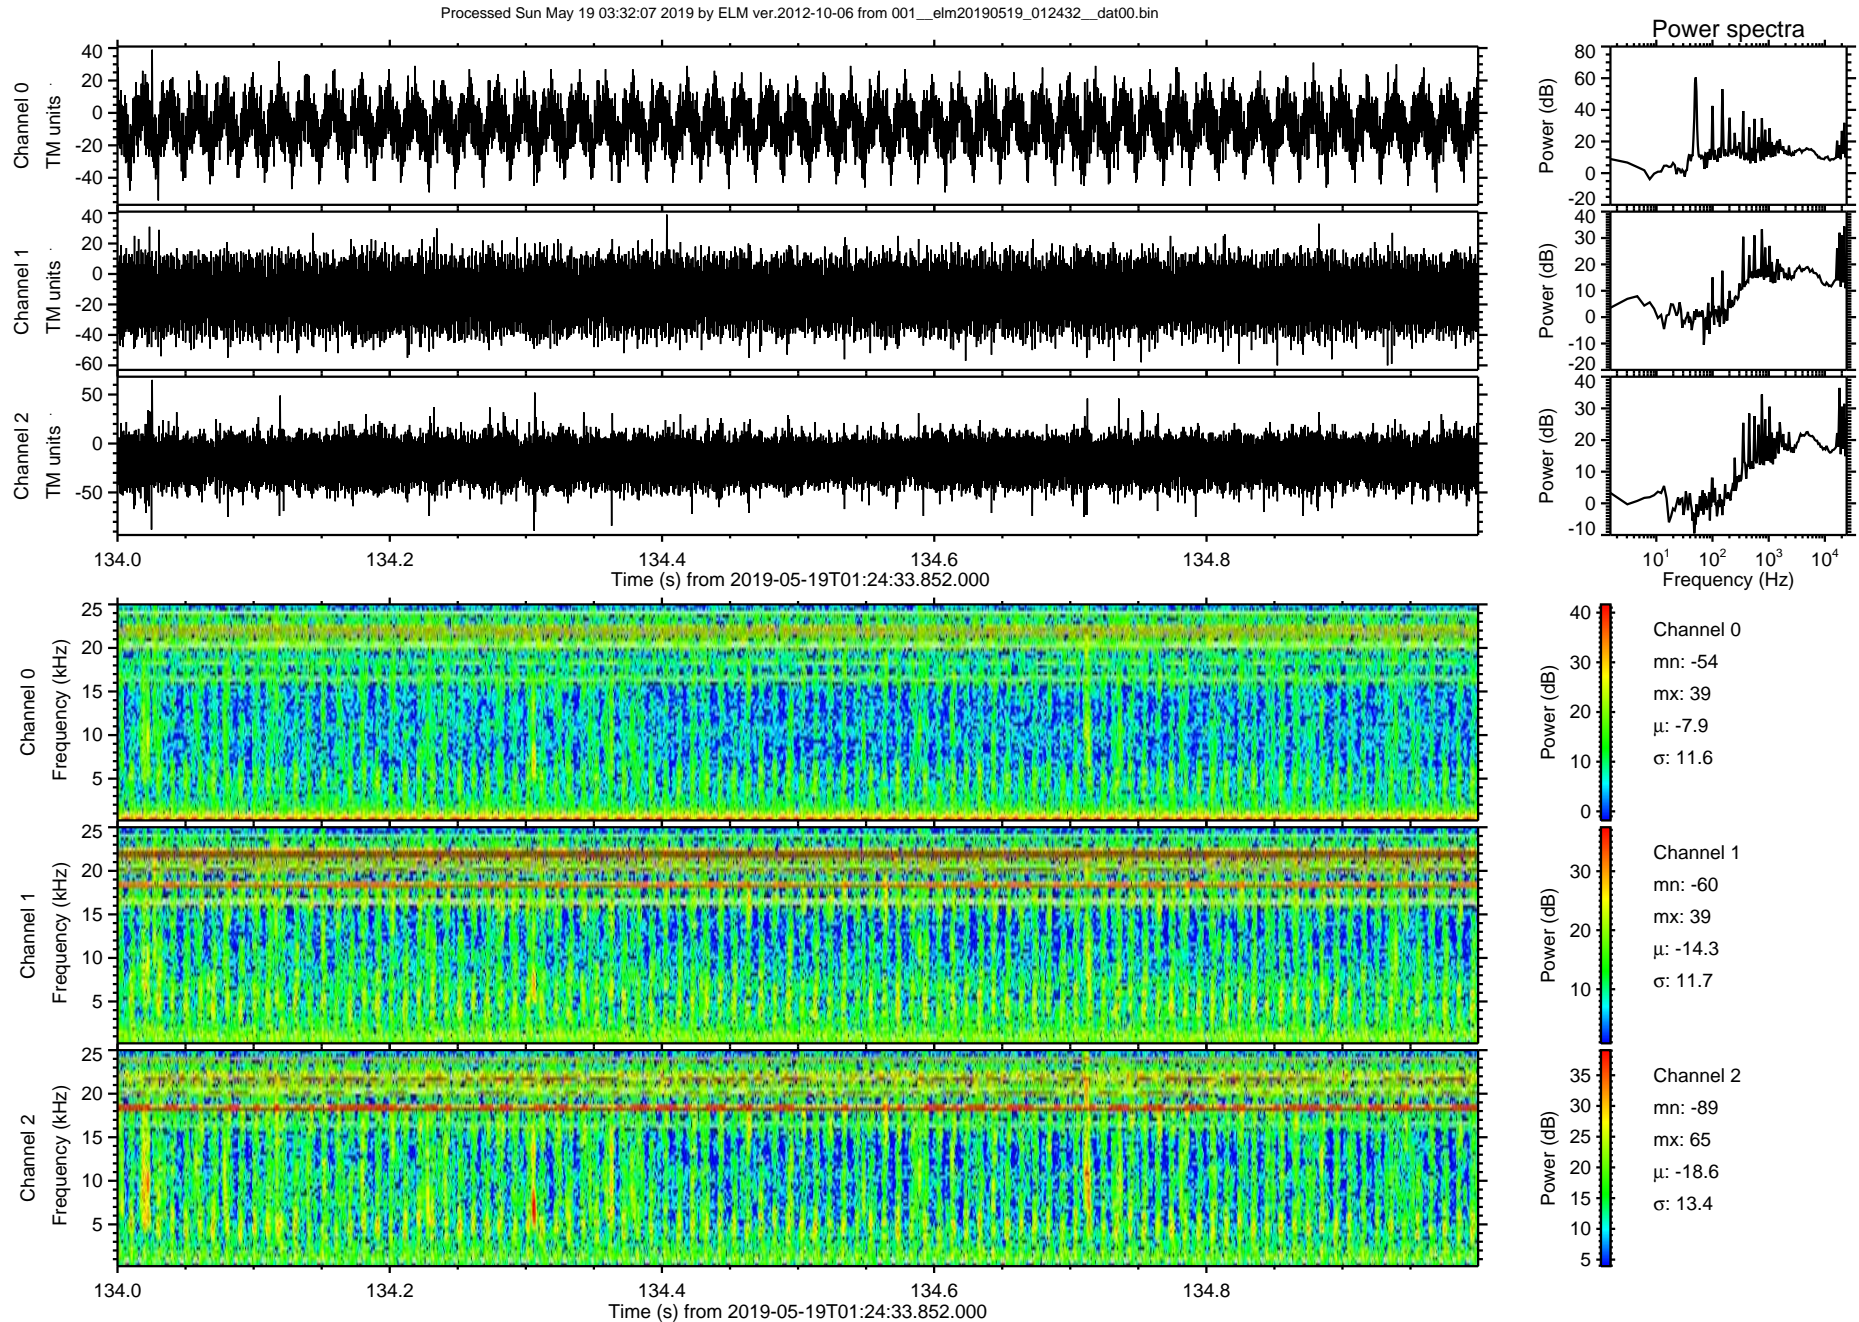 Processed Sun May 19 03:32:07 2019 by ELM ver.2012-10-06 from 001__elm20190519_012432__dat00.bin
Power spectra
Channel 0
TM units
40
20
0
-20
-40
Power (dB)
80
60
40
20
0
-20
Channel 1
TM units
40
20
0
-20
-40
-60
Power (dB)
40
30
20
10
0
-10
-20
Channel 2
TM units
50
0
-50
Power (dB)
40
30
20
10
0
-10
134.0 134.2 134.4 134.6 134.8
Time (s) from 2019-05-19T01:24:33.852.000
10^1 10^2 10^3 10^4
Frequency (Hz)
Channel 0
Frequency (kHz)
25
20
15
10
5
Power (dB)
40
30
20
10
0
Channel 0
mn: -54
mx: 39
μ: -7.9
σ: 11.6
Channel 1
Frequency (kHz)
25
20
15
10
5
Power (dB)
30
20
10
Channel 1
mn: -60
mx: 39
μ: -14.3
σ: 11.7
Channel 2
Frequency (kHz)
25
20
15
10
5
Power (dB)
35
30
25
20
15
10
5
Channel 2
mn: -89
mx: 65
μ: -18.6
σ: 13.4
134.0 134.2 134.4 134.6 134.8
Time (s) from 2019-05-19T01:24:33.852.000